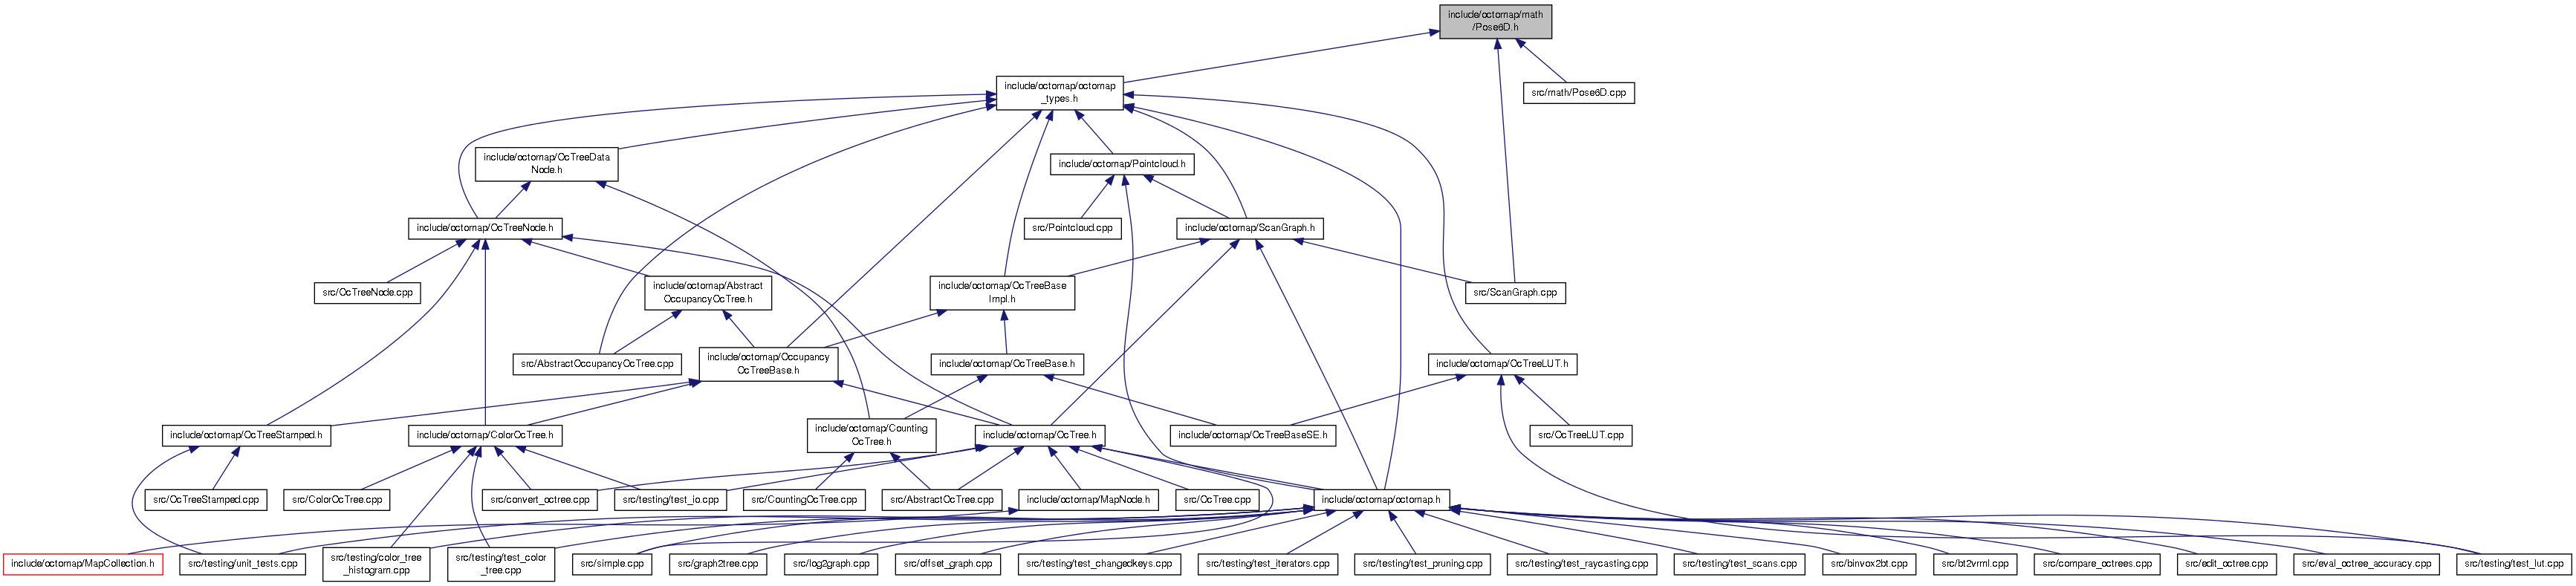 include/octomap/math
/Pose6D.h
include/octomap/octomap
_types.h
src/math/Pose6D.cpp
include/octomap/OcTreeData
Node.h
include/octomap/Pointcloud.h
include/octomap/OcTreeNode.h
src/Pointcloud.cpp
include/octomap/ScanGraph.h
src/OcTreeNode.cpp
include/octomap/Abstract
OccupancyOcTree.h
include/octomap/OcTreeBase
Impl.h
src/ScanGraph.cpp
src/AbstractOccupancyOcTree.cpp
include/octomap/Occupancy
OcTreeBase.h
include/octomap/OcTreeBase.h
include/octomap/OcTreeLUT.h
include/octomap/OcTreeStamped.h
include/octomap/ColorOcTree.h
include/octomap/Counting
OcTree.h
include/octomap/OcTree.h
include/octomap/OcTreeBaseSE.h
src/OcTreeLUT.cpp
src/OcTreeStamped.cpp
src/ColorOcTree.cpp
src/convert_octree.cpp
src/testing/test_io.cpp
src/CountingOcTree.cpp
src/AbstractOcTree.cpp
include/octomap/MapNode.h
src/OcTree.cpp
include/octomap/octomap.h
include/octomap/MapCollection.h
src/testing/unit_tests.cpp
src/testing/color_tree
_histogram.cpp
src/testing/test_color
_tree.cpp
src/simple.cpp
src/graph2tree.cpp
src/log2graph.cpp
src/offset_graph.cpp
src/testing/test_changedkeys.cpp
src/testing/test_iterators.cpp
src/testing/test_pruning.cpp
src/testing/test_raycasting.cpp
src/testing/test_scans.cpp
src/binvox2bt.cpp
src/bt2vrml.cpp
src/compare_octrees.cpp
src/edit_octree.cpp
src/eval_octree_accuracy.cpp
src/testing/test_lut.cpp